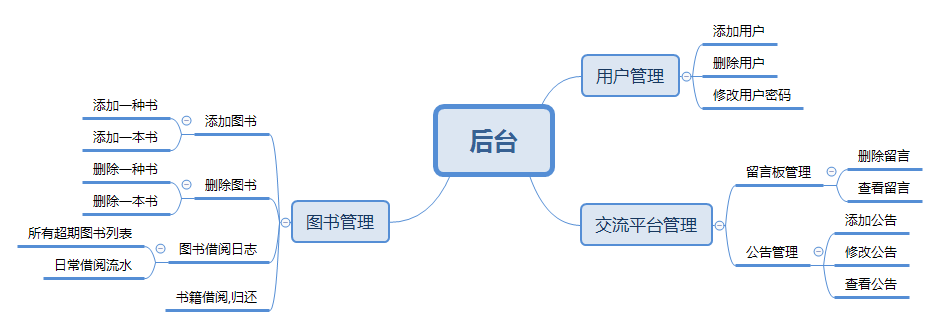 后台
用户管理
添加用户
删除用户
修改用户密码
交流平台管理
留言板管理
删除留言
查看留言
公告管理
添加公告
修改公告
查看公告
图书管理
添加图书
添加一种书
添加一本书
删除图书
删除一种书
删除一本书
图书借阅日志
所有超期图书列表
日常借阅流水
书籍借阅,归还